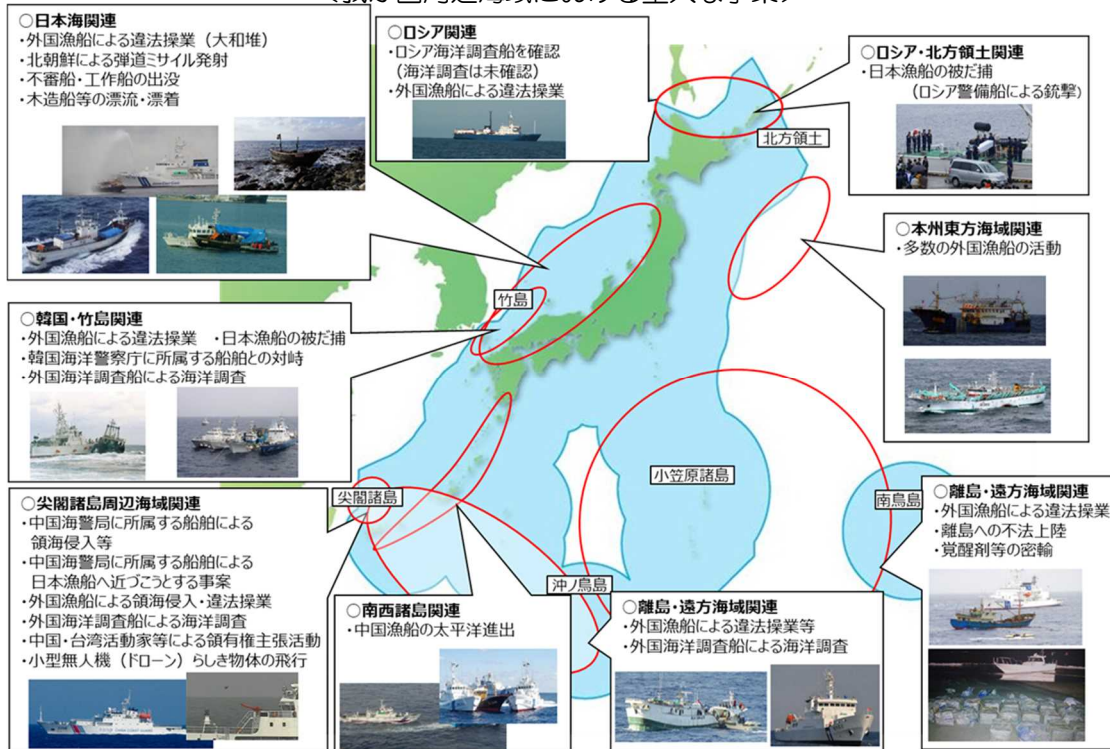 ○日本海関連
・外国漁船による違法操業（大和堆）
・北朝鮮による弾道ミサイル発射
・不審船・工作船の出没
・木造船等の漂流・漂着
○ロシア関連
・ロシア海洋調査船を確認
（海洋調査は未確認）
・外国漁船による違法操業
○ロシア・北方領土関連
・日本漁船の被だ捕
（ロシア警備船による銃撃）
北方領土
○本州東方海域関連
・多数の外国漁船の活動
竹島
○韓国・竹島関連
・外国漁船による違法操業　・日本漁船の被だ捕
・韓国海洋警察庁に所属する船舶との対峙
・外国海洋調査船による海洋調査
尖閣諸島
小笠原諸島
南鳥島
沖ノ鳥島
○尖閣諸島周辺海域関連
・中国海警局に所属する船舶による
領海侵入等
・中国海警局に所属する船舶による
日本漁船へ近づこうとする事案
・外国漁船による領海侵入・違法操業
・外国海洋調査船による海洋調査
・中国・台湾活動家等による領有権主張活動
・小型無人機（ドローン）らしき物体の飛行
○南西諸島関連
・中国漁船の太平洋進出
○離島・遠方海域関連
・外国漁船による違法操業等
・外国海洋調査船による海洋調査
○離島・遠方海域関連
・外国漁船による違法操業
・離島への不法上陸
・覚醒剤等の密輸